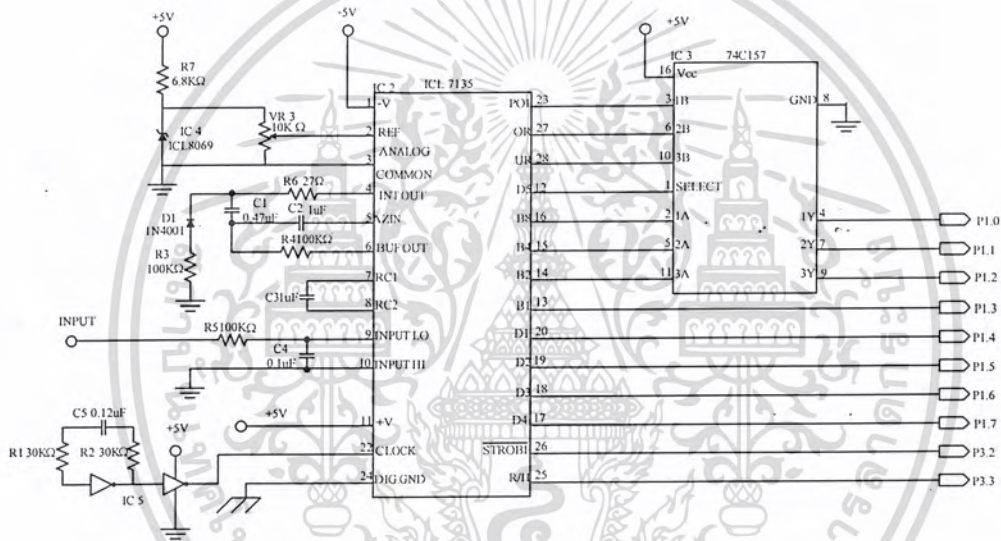 +5V
-5V
+5V
R7
6.8KΩ
IC 4
ICL8069
VR 3
10K Ω
IC 2
ICL 7135
1
-V
2
REF
3
ANALOG
COMMON
4
INT OUT
5
AZIN
6
BUF OUT
7
RC1
8
RC2
9
INPUT LO
10
INPUT HI
11
+V
22
CLOCK
24
DIG GND
R6 27Ω
C1
0.47uF
C2
1uF
R4100KΩ
D1
1N4001
R3
100KΩ
C31uF
INPUT
R5100KΩ
C4
0.1uF
+5V
C5 0.12uF
R1 30KΩ
R2 30KΩ
+5V
IC 5
POL
23
OR
27
UR
28
D5
12
B8
16
B4
15
B2
14
B1
13
D1
20
D2
19
D3
18
D4
17
26
R/H
25
IC 3
74C157
16
Vcc
3
1B
6
2B
10
3B
1
SELECT
2
1A
5
2A
11
3A
GND
8
1Y
4
2Y
7
3Y
9
P1.0
P1.1
P1.2
P1.3
P1.4
P1.5
P1.6
P1.7
P3.2
P3.3